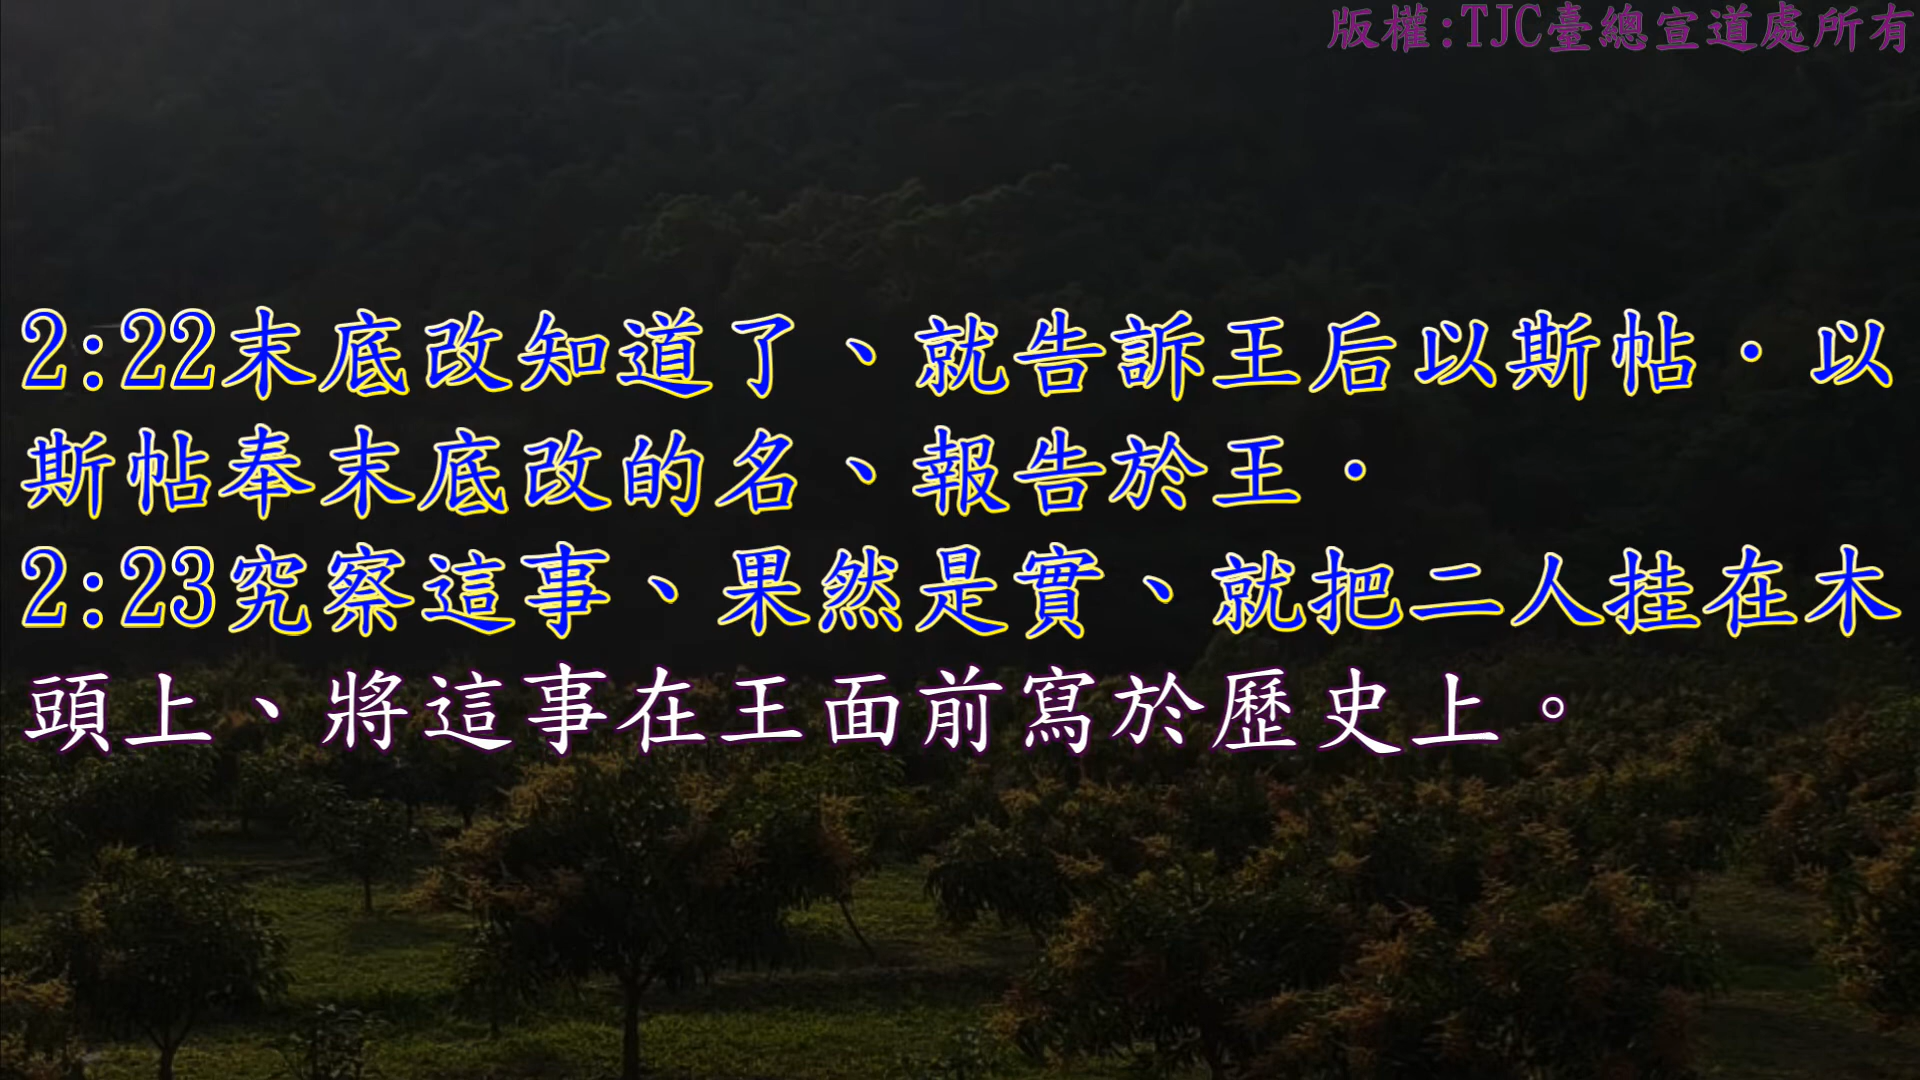 版權:TJC臺總宣道處所有
2:22末底改知道了、就告訴王后以斯帖．以
斯帖奉末底改的名、報告於王．
2:23究察這事、果然是實、就把二人挂在木
頭上、將這事在王面前寫於歷史上。